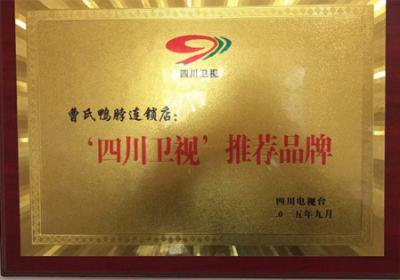 四川卫视
曹氏鸭脖连锁店：
‘四川卫视’推荐品牌
四川电视台
二0一五年九月